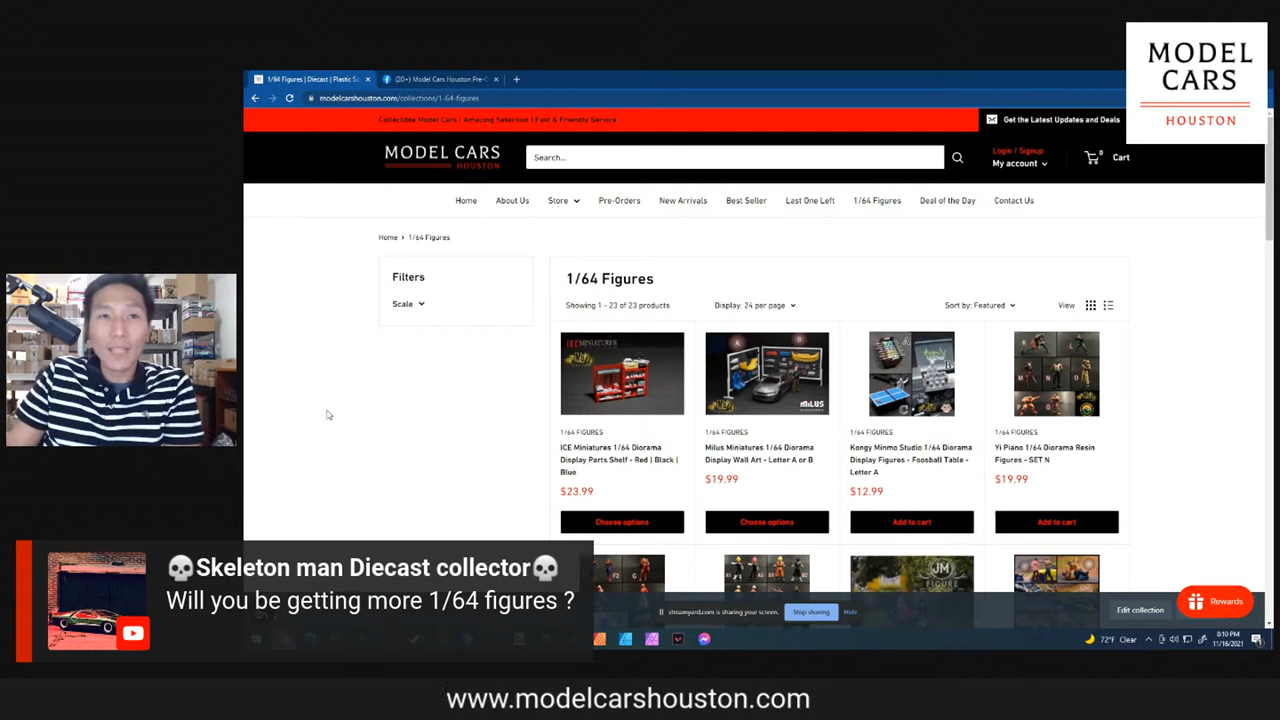 MODEL
CARS
HOUSTON
1/64 Figures | Diecast | Plastic Sc
(20+) Model Cars Houston Pre-O
modelcarshouston.com/collections/1-64-figures
Collectible Model Cars | Amazing Selection | Fast & Friendly Service
Get the Latest Updates and Deals
MODEL CARS
HOUSTON
Search...
Login / Signup
My account
0
Cart
Home
About Us
Store
Pre-Orders
New Arrivals
Best Seller
Last One Left
1/64 Figures
Deal of the Day
Contact Us
Home > 1/64 Figures
Filters
Scale
1/64 Figures
Showing 1 - 23 of 23 products
Display: 24 per page
Sort by: Featured
View
ICE MINIATURES
A
B
MILUS
1/64 FIGURES
ICE Miniatures 1/64 Diorama
Display Parts Shelf - Red | Black |
Blue
$23.99
Choose options
1/64 FIGURES
Milus Miniatures 1/64 Diorama
Display Wall Art - Letter A or B
$19.99
Choose options
1/64 FIGURES
Kongy Minmo Studio 1/64 Diorama
Display Figures - Foosball Table -
Letter A
$12.99
Add to cart
1/64 FIGURES
Yi Piano 1/64 Diorama Resin
Figures - SET N
$19.99
Add to cart
JM
FIGURE
streamyard.com is sharing your screen.
Stop sharing
Hide
Edit collection
Rewards
72°F Clear
8:10 PM
11/16/2021
💀Skeleton man Diecast collector💀
Will you be getting more 1/64 figures ?
www.modelcarshouston.com